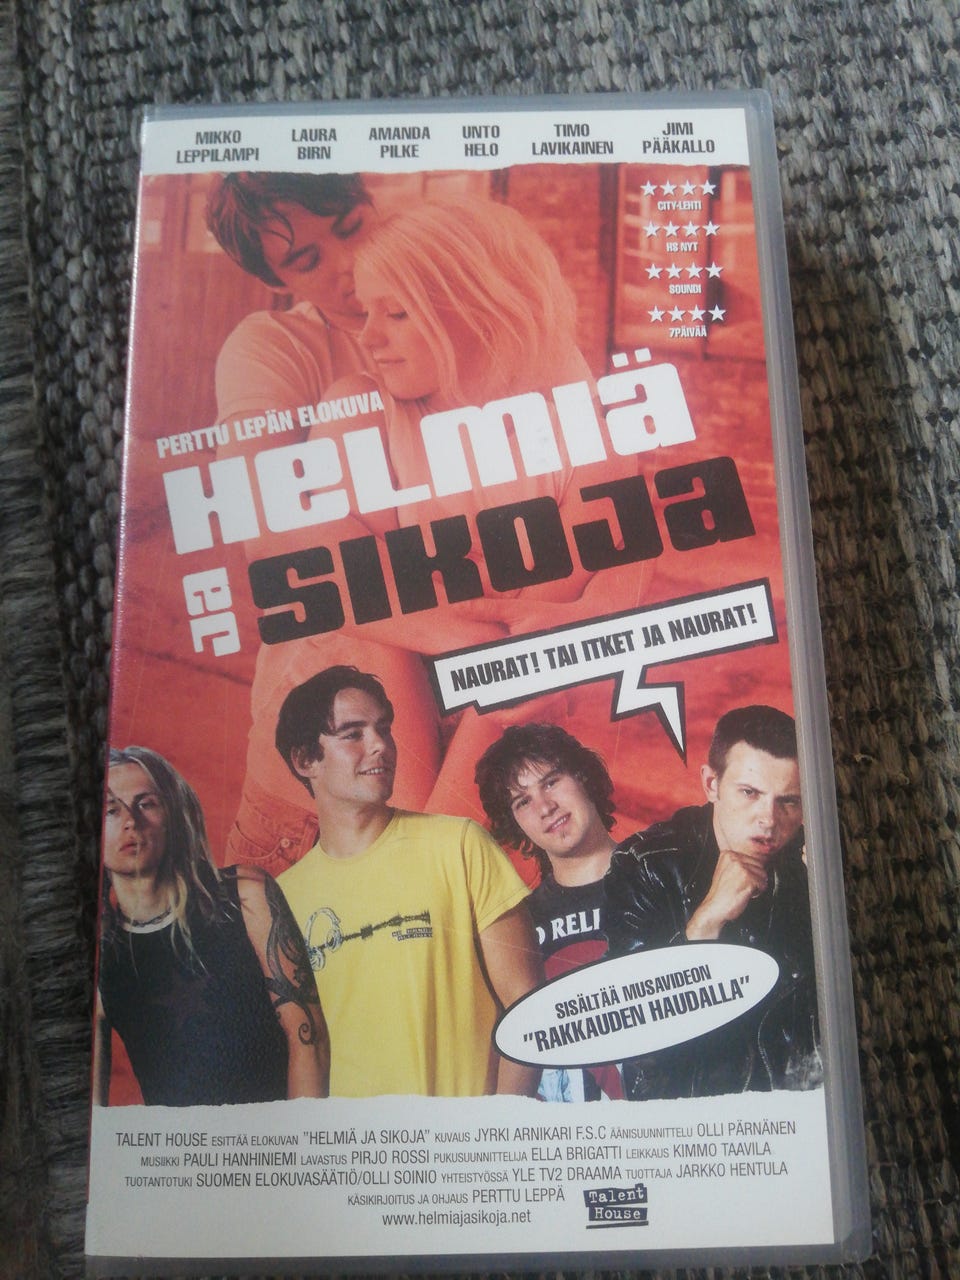 MIKKO LEPPILAMPI
LAURA BIRN
AMANDA PILKE
UNTO HELO
TIMO LAVIKAINEN
JIMI PÄÄKALLO
CITY-LEHTI
HS NYT
SOUNDI
7PÄIVÄÄ
PERTTU LEPÄN ELOKUVA
HELMIÄ
JA SIKOJA
NAURAT! TAI ITKET JA NAURAT!
RELI
SISÄLTÄÄ MUSAVIDEON
"RAKKAUDEN HAUDALLA"
TALENT HOUSE ESITTÄÄ ELOKUVAN "HELMIÄ JA SIKOJA" KUVAUS JYRKI ARNIKARI F.S.C ÄÄNISUUNNITTELU OLLI PÄRNÄNEN
MUSIIKKI PAULI HANHINIEMI LAVASTUS PIRJO ROSSI PUKUSUUNNITTELIJA ELLA BRIGATTI LEIKKAUS KIMMO TAAVILA
TUOTANTOTUKI SUOMEN ELOKUVASÄÄTIÖ/OLLI SOINIO YHTEISTYÖSSÄ YLE TV2 DRAAMA TUOTTAJA JARKKO HENTULA
KÄSIKIRJOITUS JA OHJAUS PERTTU LEPPÄ
www.helmiajasikoja.net
Talent
House